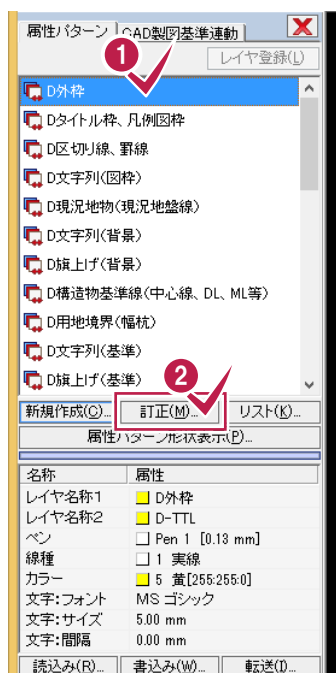 属性パターン CAD製図基準連動
1
レイヤ登録(L)
D外枠
Dタイトル枠、凡例図枠
D区切り線、罫線
D文字列(図枠)
D現況地物(現況地盤線)
D文字列(背景)
D旗上げ(背景)
D構造物基準線(中心線、DL、ML等)
D用地境界(幅杭)
D文字列(基準)
D旗上げ(基準)
2
新規作成(C)... 訂正(M)... リスト(K)...
属性パターン形状表示(P)...
名称 属性
レイヤ名称1 D外枠
レイヤ名称2 D-TTL
ペン Pen 1 [0.13 mm]
線種 1 実線
カラー 5 黄[255:255:0]
文字:フォント MS ゴシック
文字:サイズ 5.00 mm
文字:間隔 0.00 mm
読込み(R)... 書込み(W)... 転送(I)...